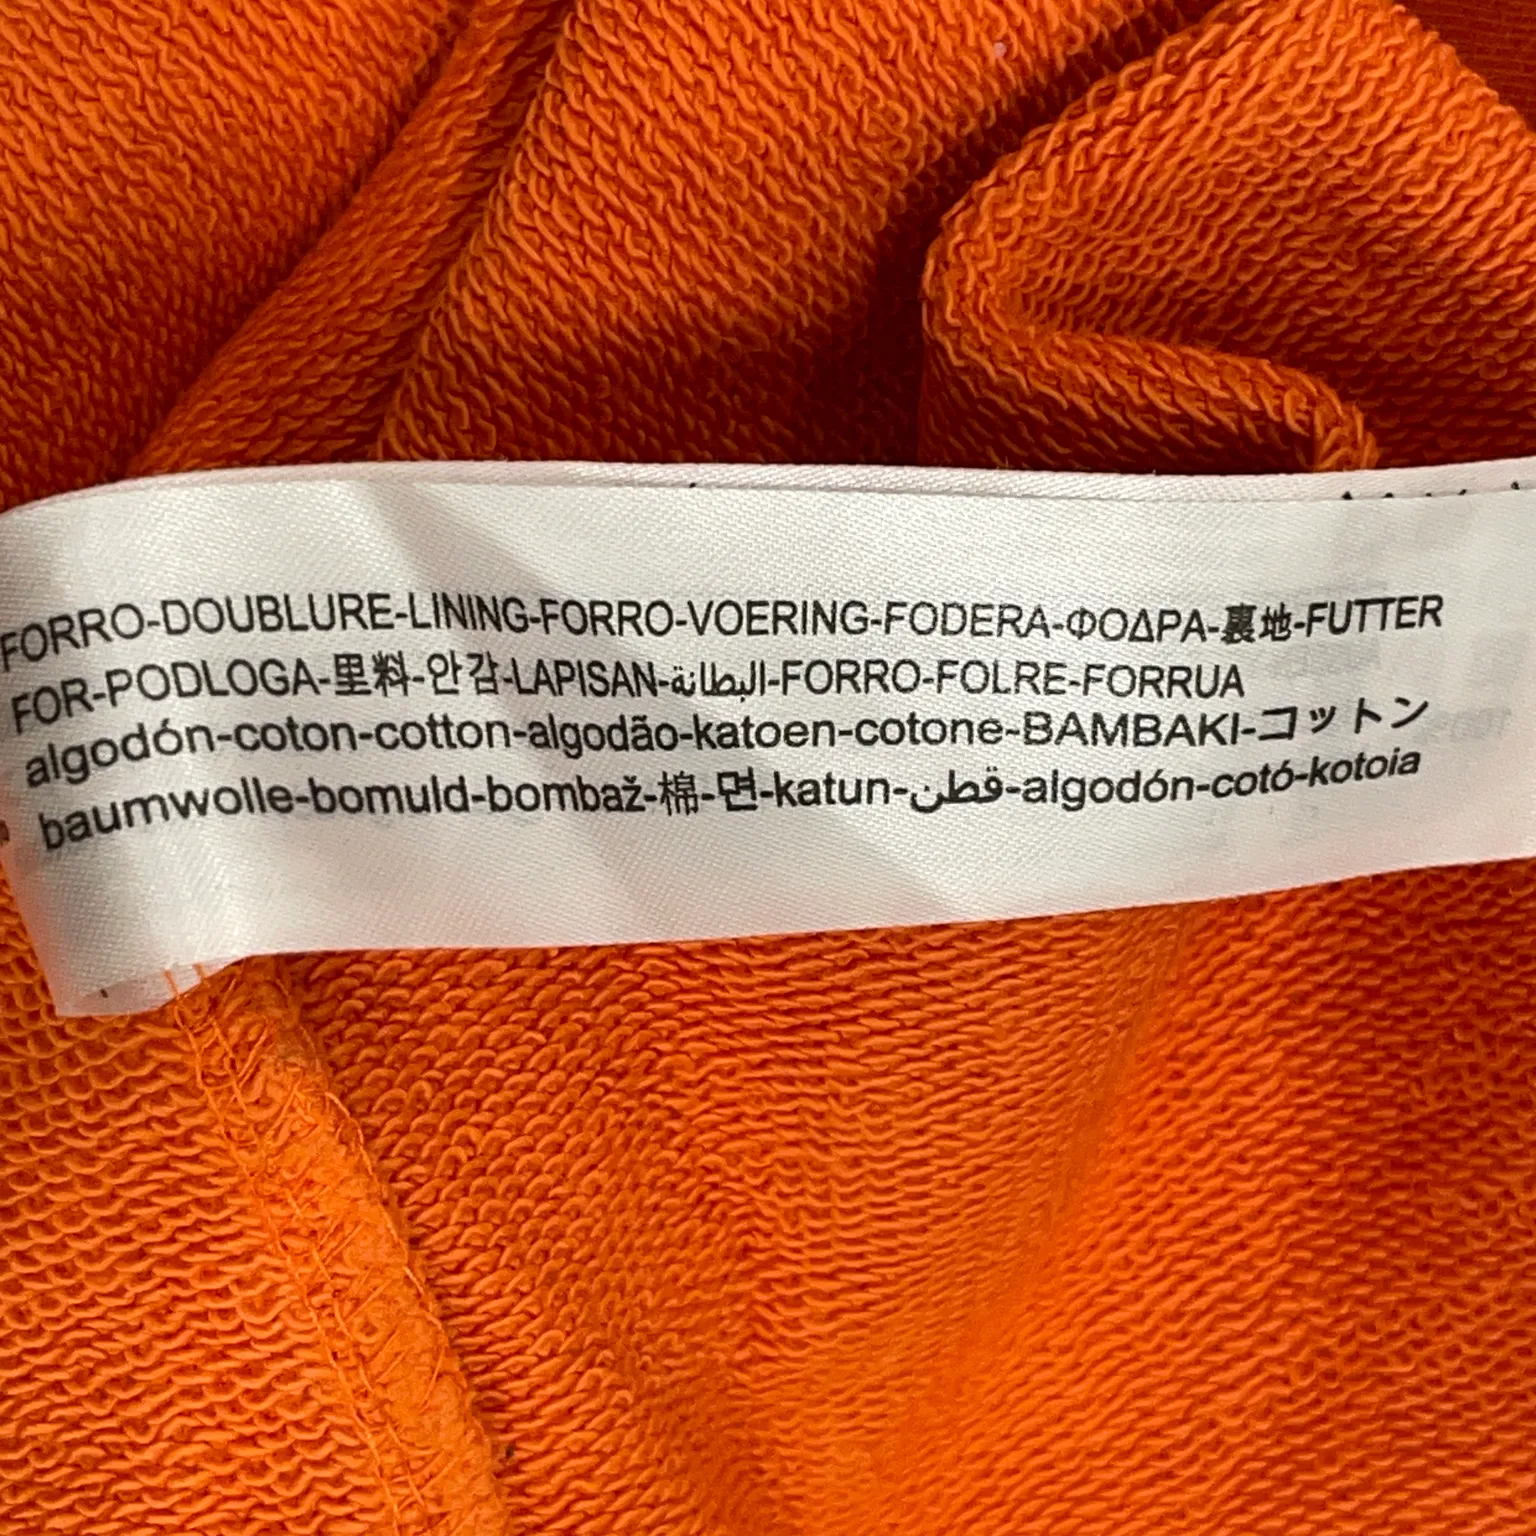 FORRO-DOUBLURE-LINING-FORRO-VOERING-FODERA-ΦΟΔΡΑ-裏地-FUTTER
FOR-PODLOGA-里料-안감-LAPISAN-البطانة-FORRO-FOLRE-FORRUA
algodón-coton-cotton-algodão-katoen-cotone-BAMBAKI-コットン
baumwolle-bomuld-bombaž-棉-면-katun-قطن-algodón-cotó-kotoia